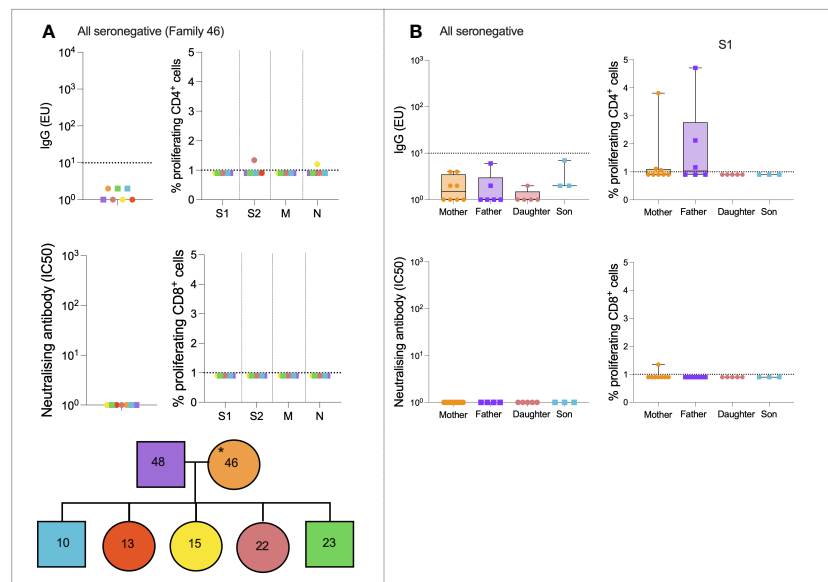 A All seronegative (Family 46)
IgG (EU)
10⁴
10³
10²
10¹
10⁰
% proliferating CD4⁺ cells
5
4
3
2
1
0
S1 S2 M N
Neutralising antibody (IC50)
10³
10²
10¹
10⁰
% proliferating CD8⁺ cells
5
4
3
2
1
0
S1 S2 M N
48 46 *
10 13 15 22 23
B All seronegative
IgG (EU)
10³
10²
10¹
10⁰
Mother Father Daughter Son
S1
% proliferating CD4⁺ cells
5
4
3
2
1
0
Mother Father Daughter Son
Neutralising antibody (IC50)
10³
10²
10¹
10⁰
Mother Father Daughter Son
% proliferating CD8⁺ cells
5
4
3
2
1
0
Mother Father Daughter Son